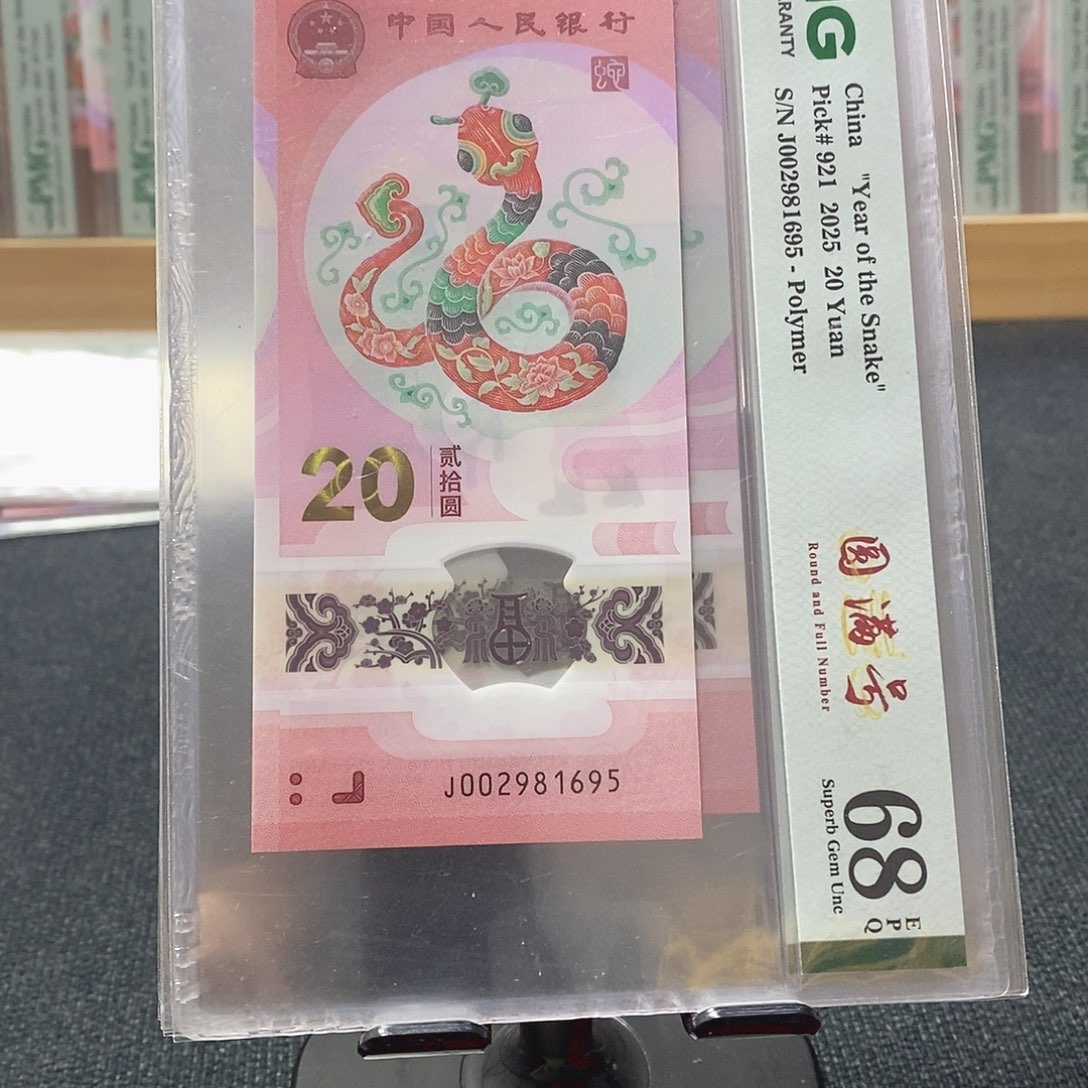 中国人民银行
蛇
20
贰拾圆
J002981695
G
RANTY
China "Year of the Snake"
Pick# 921 2025 20 Yuan
S/N J002981695 - Polymer
圆满号
Round and Full Number
68
EPQ
Superb Gem Unc